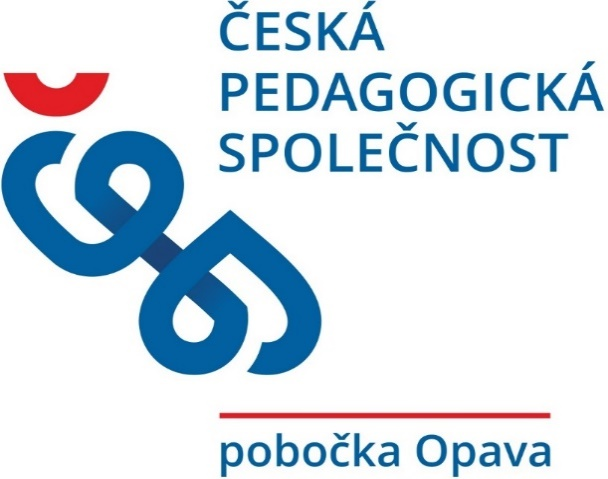 ČESKÁ
PEDAGOGICKÁ
SPOLEČNOST
pobočka Opava